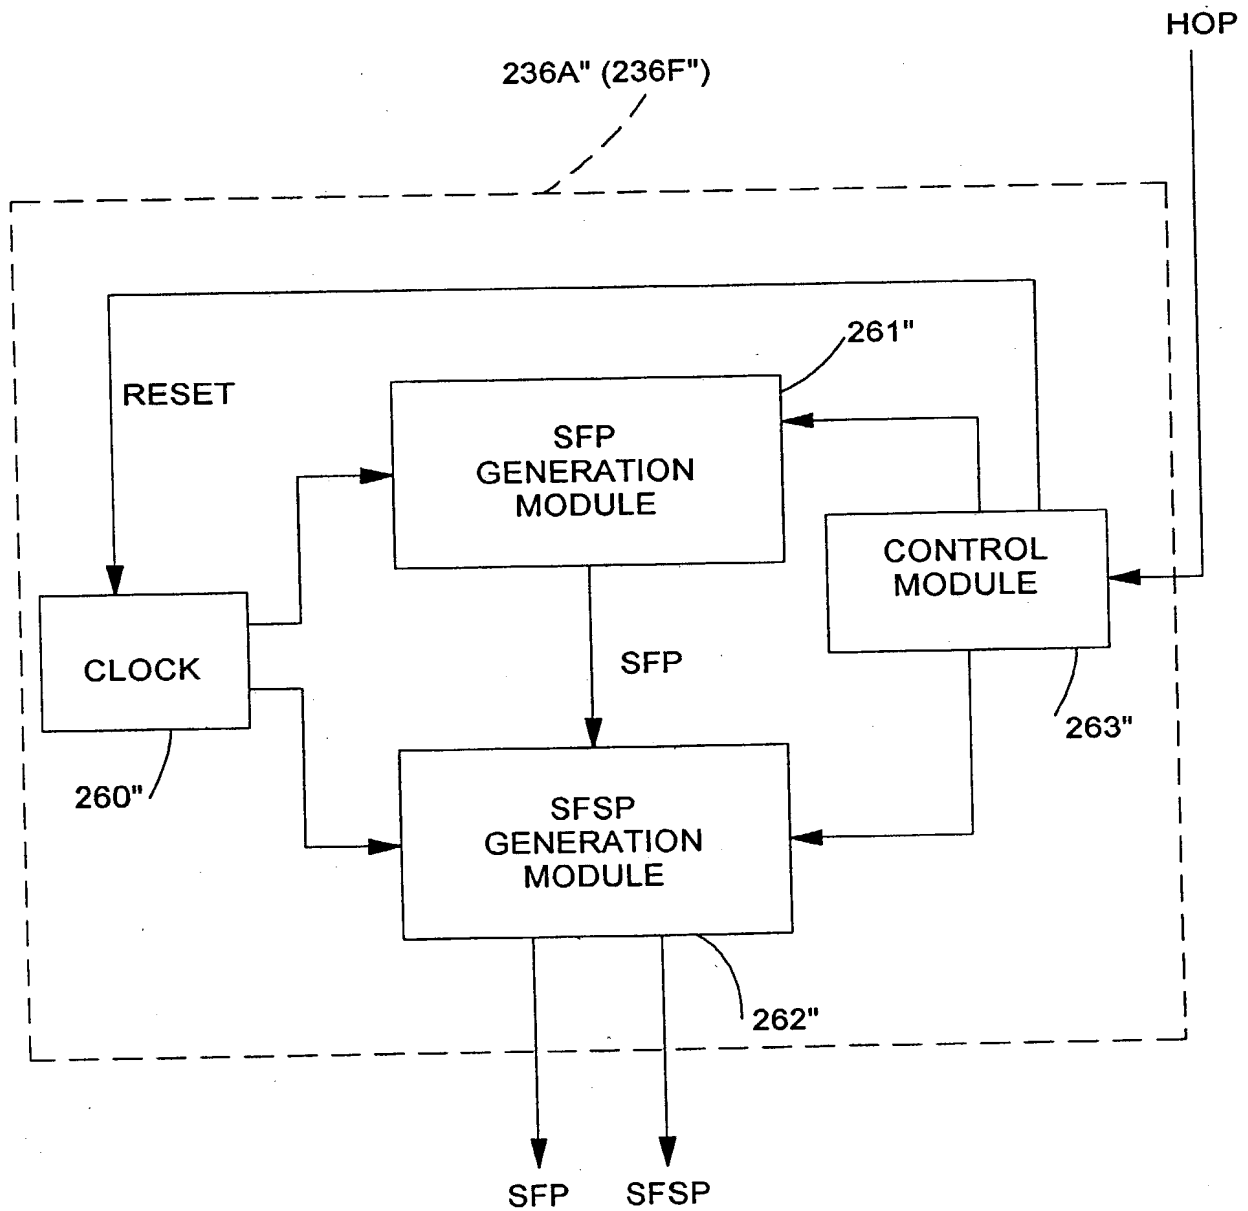 HOP
236A" (236F")
261"
RESET
SFP
GENERATION
MODULE
CONTROL
MODULE
SFP
CLOCK
263"
260"
SFSP
GENERATION
MODULE
262"
SFP
SFSP